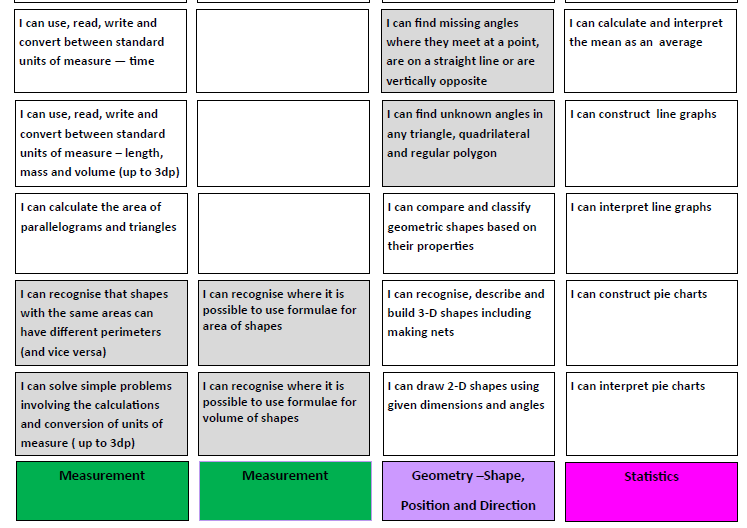 I can use, read, write and
convert between standard
units of measure — time
I can find missing angles
where they meet at a point,
are on a straight line or are
vertically opposite
I can calculate and interpret
the mean as an  average
I can use, read, write and
convert between standard
units of measure – length,
mass and volume (up to 3dp)
I can find unknown angles in
any triangle, quadrilateral
and regular polygon
I can construct  line graphs
I can calculate the area of
parallelograms and triangles
I can compare and classify
geometric shapes based on
their properties
I can interpret line graphs
I can recognise that shapes
with the same areas can
have different perimeters
(and vice versa)
I can recognise where it is
possible to use formulae for
area of shapes
I can recognise, describe and
build 3-D shapes including
making nets
I can construct pie charts
I can solve simple problems
involving the calculations
and conversion of units of
measure ( up to 3dp)
I can recognise where it is
possible to use formulae for
volume of shapes
I can draw 2-D shapes using
given dimensions and angles
I can interpret pie charts
Measurement
Measurement
Geometry –Shape,
Position and Direction
Statistics